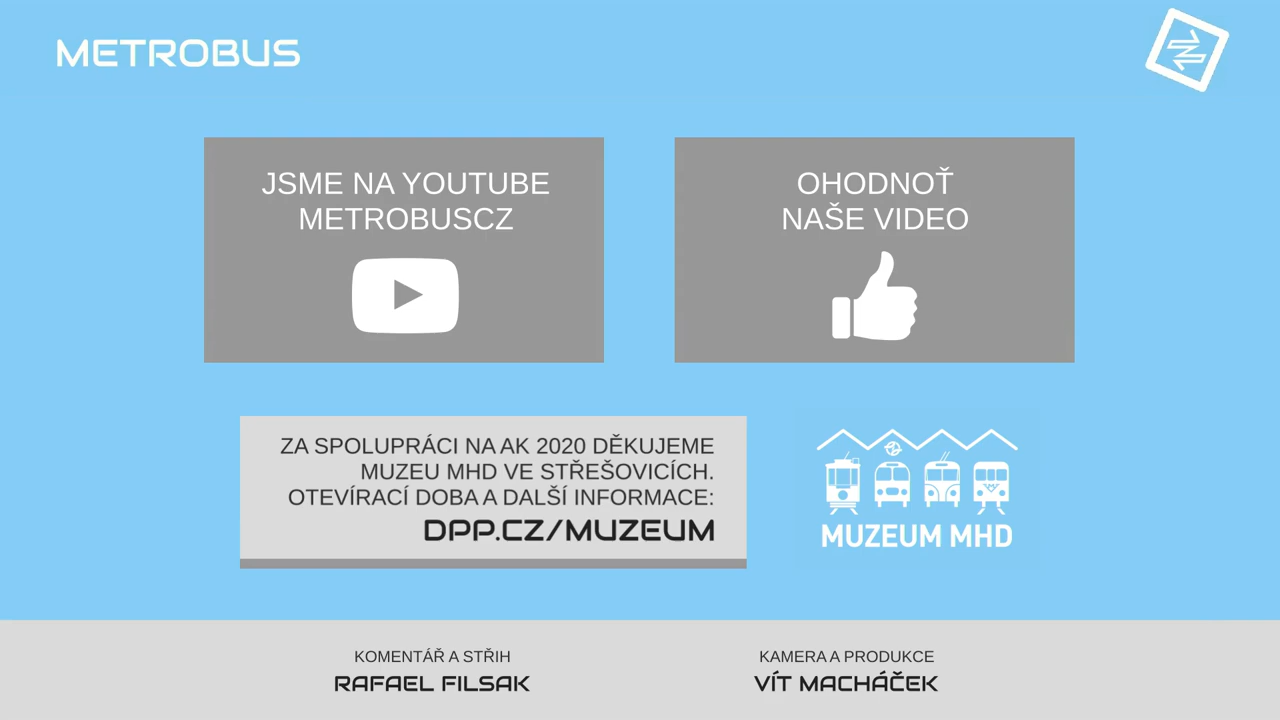 METROBUS
JSME NA YOUTUBE
METROBUSCZ
OHODNOŤ
NAŠE VIDEO
ZA SPOLUPRÁCI NA AK 2020 DĚKUJEME
MUZEU MHD VE STŘEŠOVICÍCH.
OTEVÍRACÍ DOBA A DALŠÍ INFORMACE:
DPP.CZ/MUZEUM
MUZEUM MHD
KOMENTÁŘ A STŘIH
RAFAEL FILSAK
KAMERA A PRODUKCE
VÍT MACHÁČEK